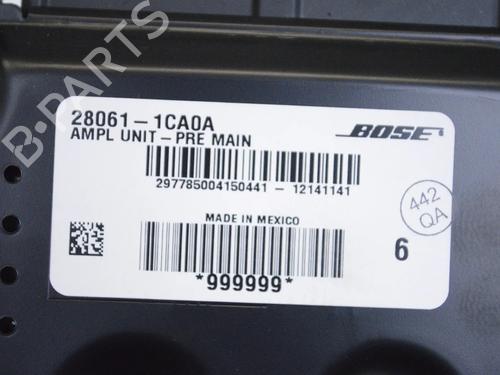 B-PARTS
28061-1CA0A
AMPL UNIT-PRE MAIN
BOSE
297785004150441 - 12141141
442
QA
MADE IN MEXICO
6
*999999*